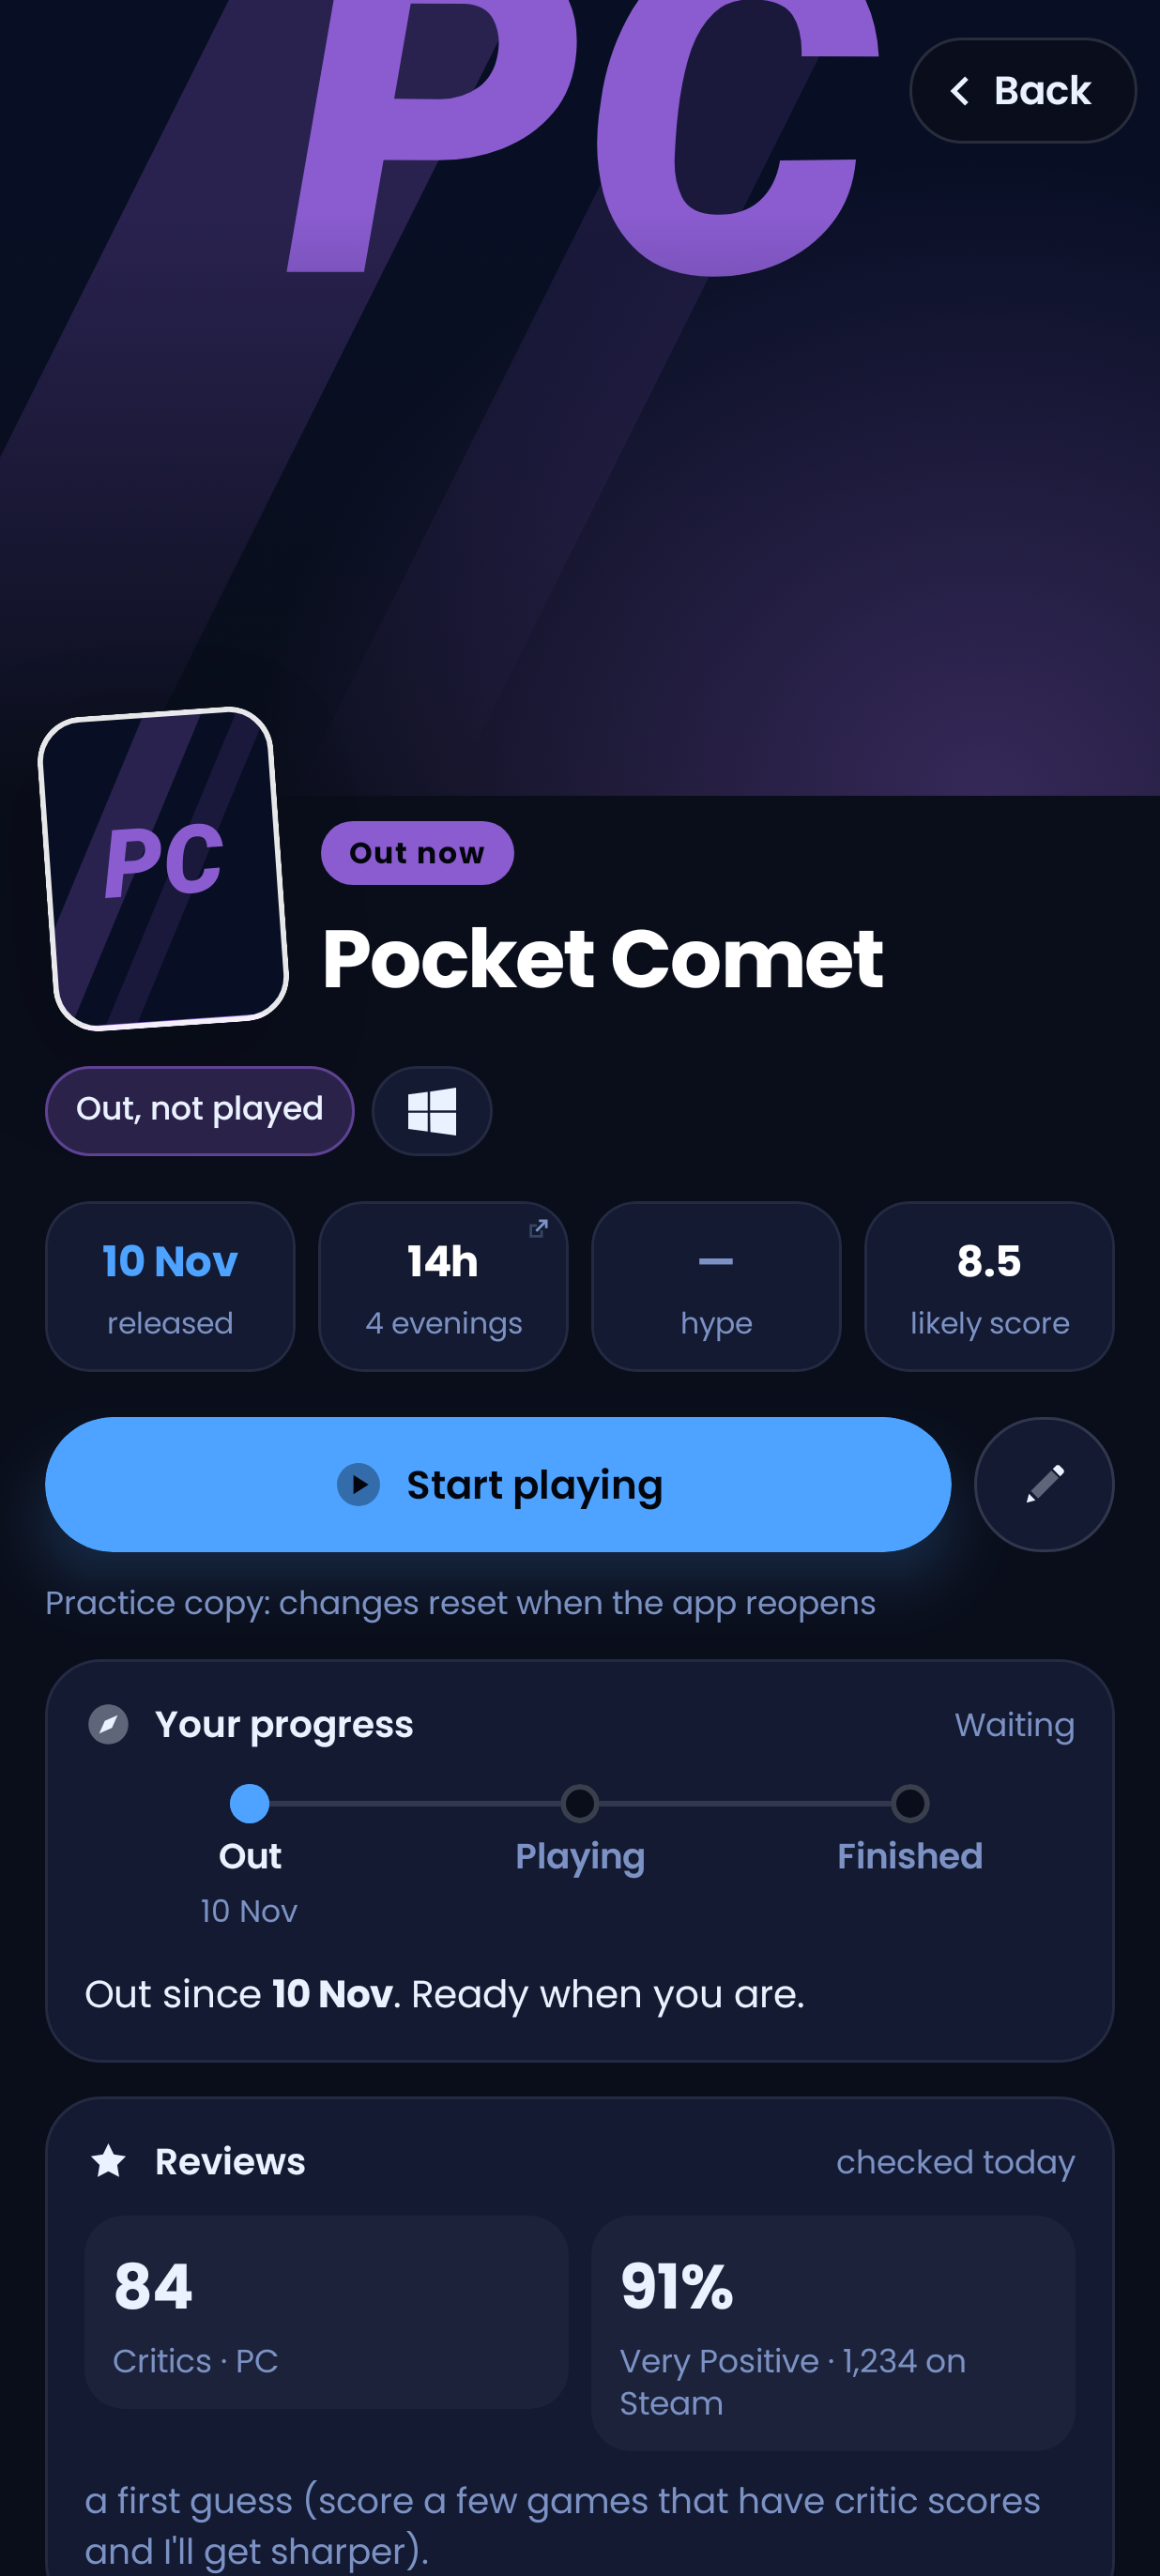 PC
Back
PC
Out now
Pocket Comet
Out, not played
10 Nov
released
14h
4 evenings
—
hype
8.5
likely score
Start playing
Practice copy: changes reset when the app reopens
Your progress
Waiting
Out
Playing
Finished
10 Nov
Out since 10 Nov. Ready when you are.
Reviews
checked today
84
Critics · PC
91%
Very Positive · 1,234 on
Steam
a first guess (score a few games that have critic scores
and I'll get sharper).